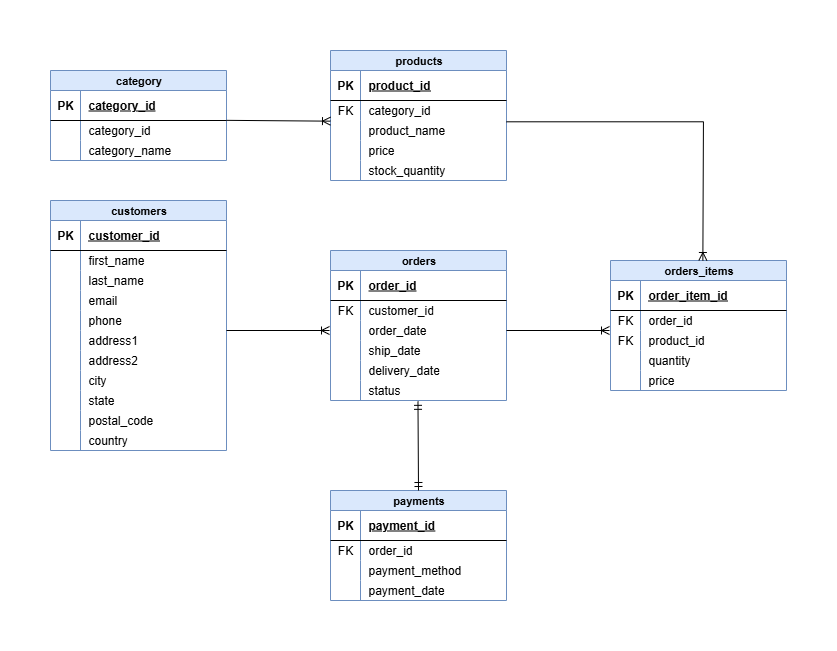 category
PK category_id
category_id
category_name
products
PK product_id
FK category_id
product_name
price
stock_quantity
customers
PK customer_id
first_name
last_name
email
phone
address1
address2
city
state
postal_code
country
orders
PK order_id
FK customer_id
order_date
ship_date
delivery_date
status
orders_items
PK order_item_id
FK order_id
FK product_id
quantity
price
payments
PK payment_id
FK order_id
payment_method
payment_date